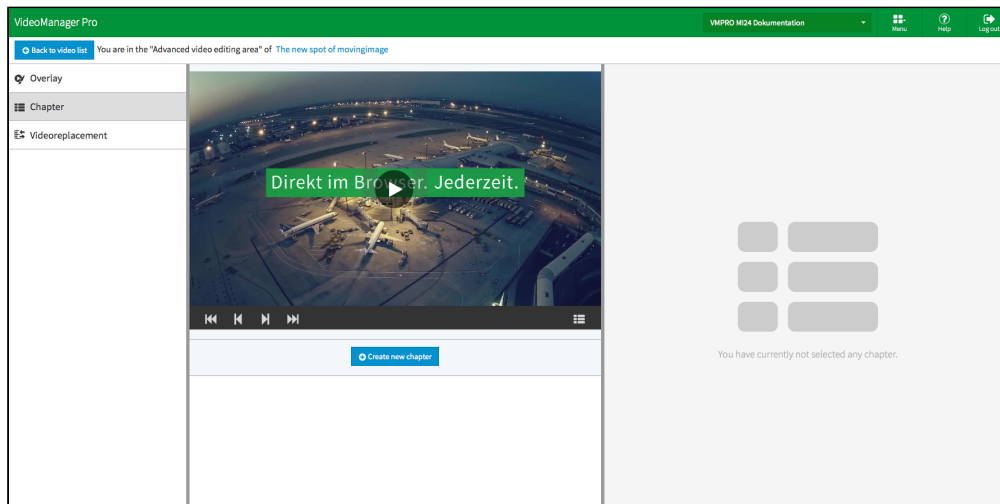 VideoManager Pro
VMPRO MI24 Dokumentation
Menu
Help
Log out
Back to video list
You are in the "Advanced video editing area" of The new spot of movingimage
Overlay
Chapter
Videoreplacement
Direkt im Browser. Jederzeit.
Create new chapter
You have currently not selected any chapter.